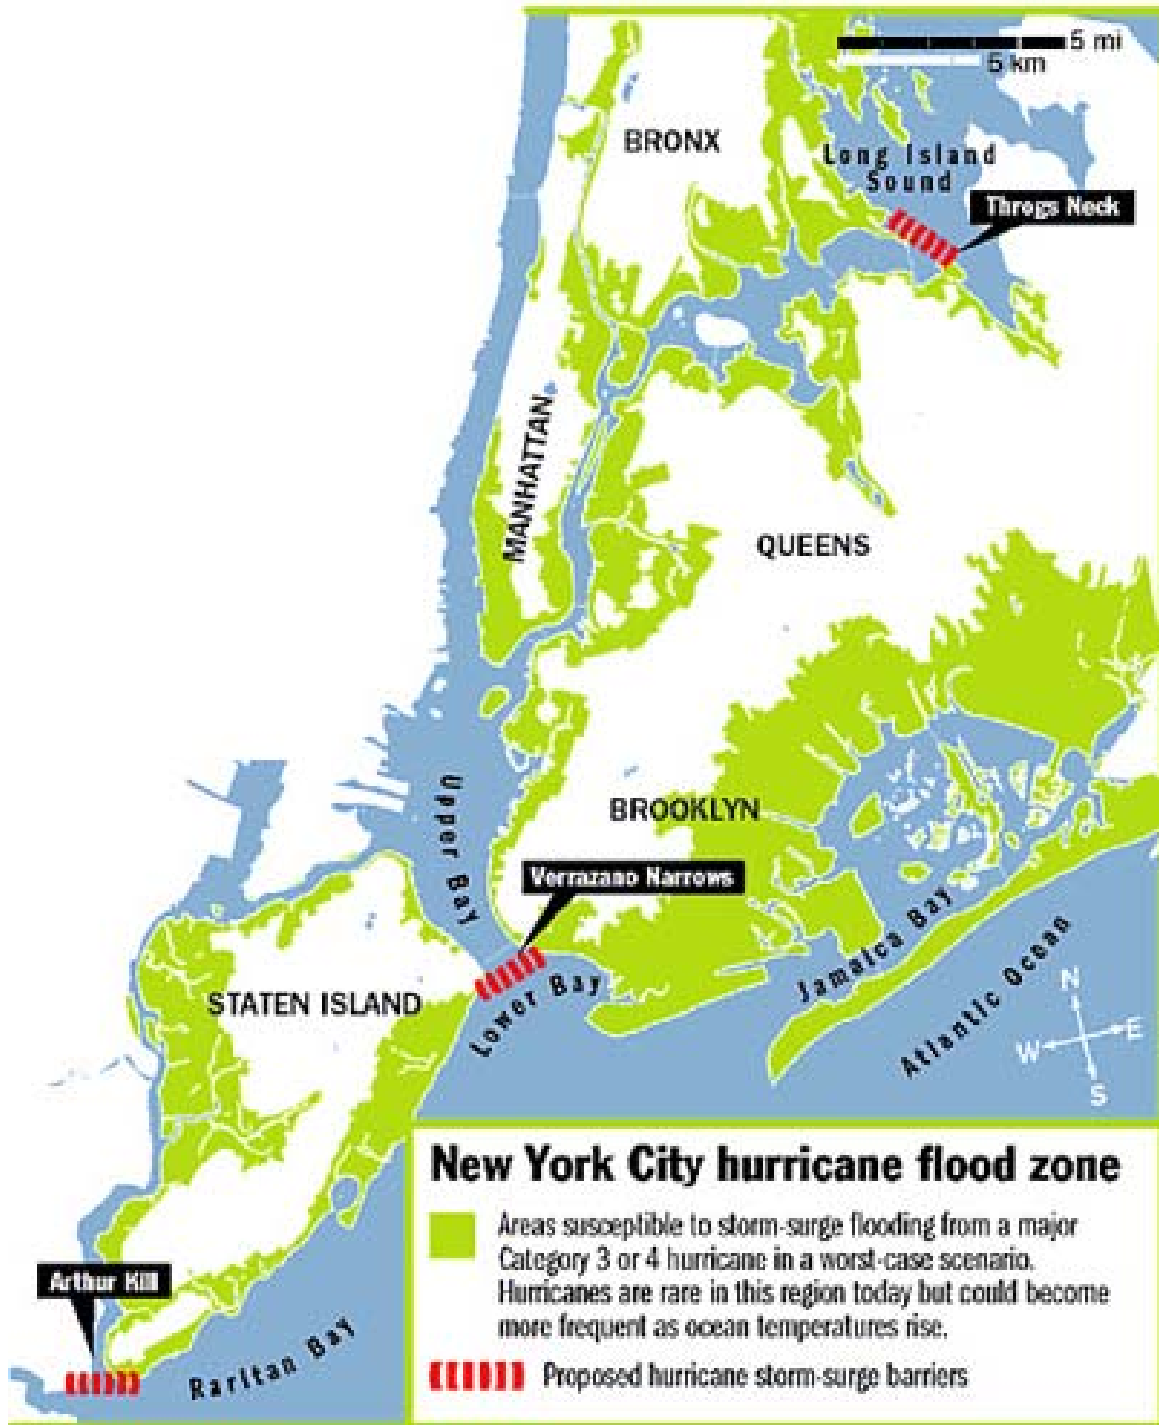 5 mi
5 km
BRONX
Long Island
Sound
Throgs Neck
MANHATTAN
QUEENS
Upper Bay
BROOKLYN
Verrazano Narrows
STATEN ISLAND
Lower Bay
Jamaica Bay
Atlantic Ocean
N
W
E
S
New York City hurricane flood zone
Areas susceptible to storm-surge flooding from a major
Category 3 or 4 hurricane in a worst-case scenario.
Hurricanes are rare in this region today but could become
more frequent as ocean temperatures rise.
Proposed hurricane storm-surge barriers
Arthur Kill
Raritan Bay